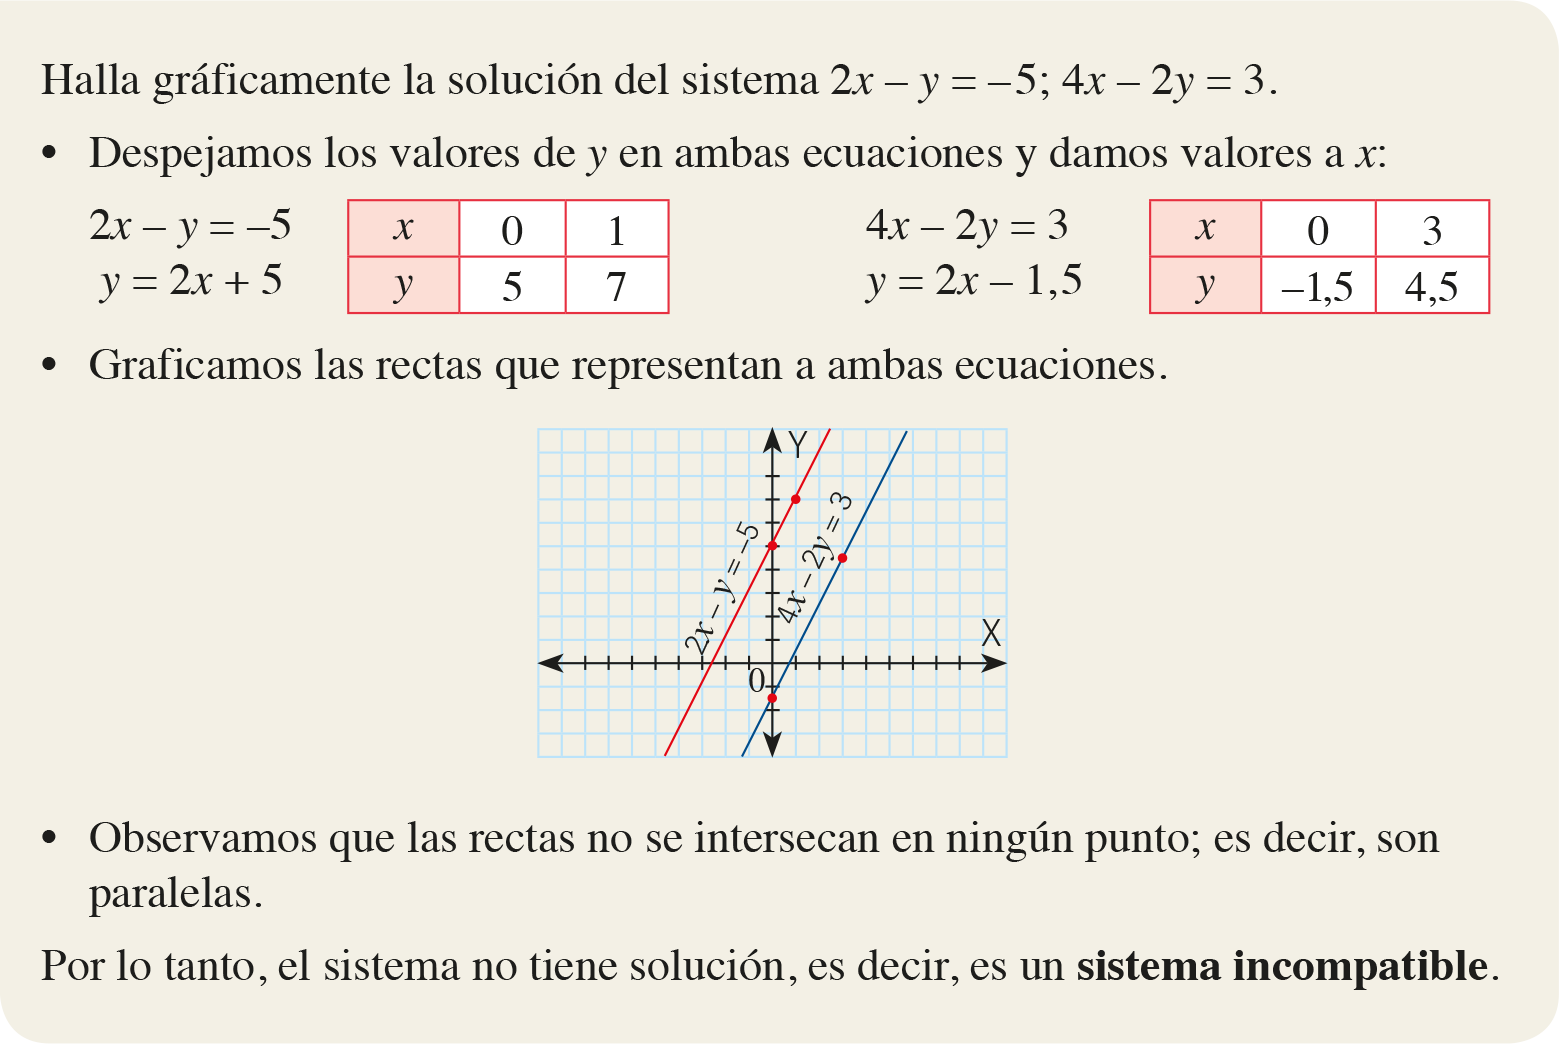 Halla gráficamente la solución del sistema 2x – y = –5; 4x – 2y = 3.
• Despejamos los valores de y en ambas ecuaciones y damos valores a x:
2x – y = –5
y = 2x + 5
x 0 1
y 5 7
4x – 2y = 3
y = 2x – 1,5
x 0 3
y –1,5 4,5
• Graficamos las rectas que representan a ambas ecuaciones.
Y
2x – y = –5
4x – 2y = 3
X
0
• Observamos que las rectas no se intersecan en ningún punto; es decir, son
paralelas.
Por lo tanto, el sistema no tiene solución, es decir, es un sistema incompatible.